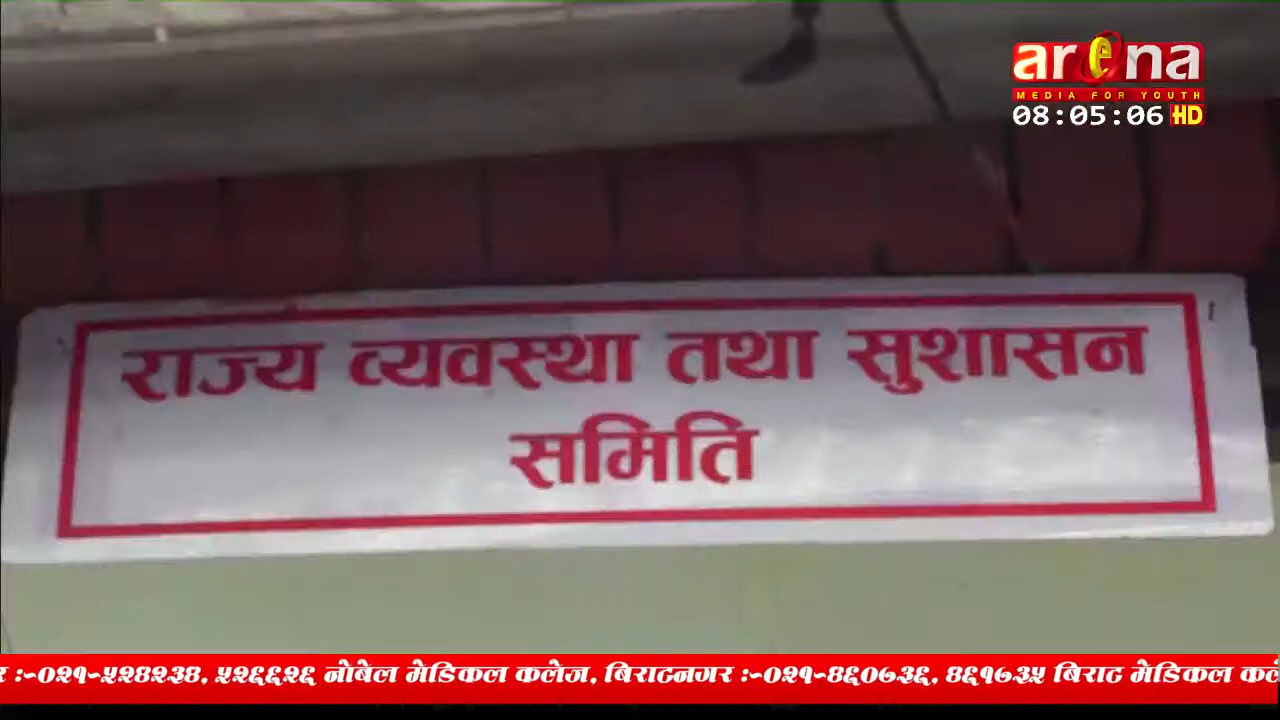 arena
MEDIA FOR YOUTH
08:05:06 HD
राज्य व्यवस्था तथा सुशासन
समिति
:-०२१-५२४२३४, ५२६६२६ नोबेल मेडिकल कलेज, बिराटनगर :-०२१-४६०७३६, ४६१७३५ बिराट मेडिकल